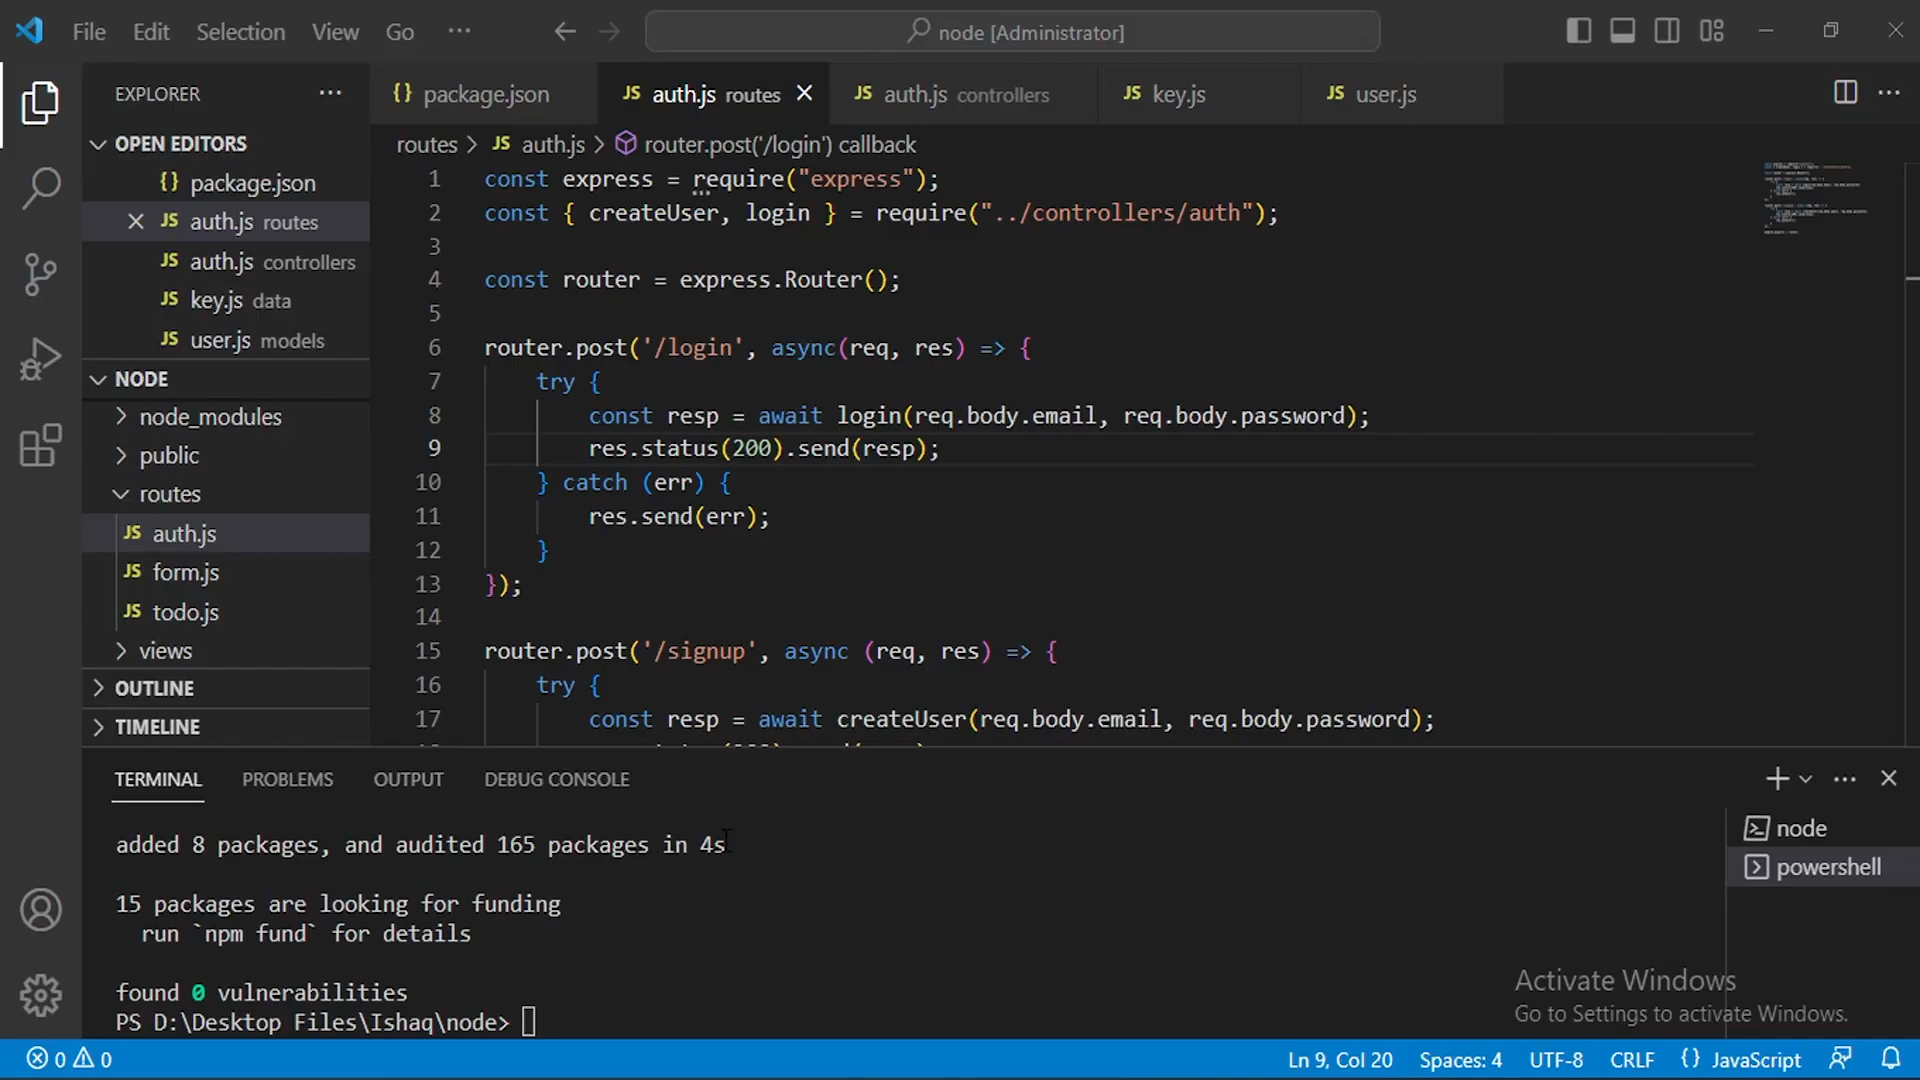 File Edit Selection View Go ··· node [Administrator]
EXPLORER ···
{} package.json JS auth.js routes JS auth.js controllers JS key.js JS user.js
OPEN EDITORS
{} package.json
JS auth.js routes
JS auth.js controllers
JS key.js data
JS user.js models
NODE
node_modules
public
routes
JS auth.js
JS form.js
JS todo.js
views
OUTLINE
TIMELINE
routes > JS auth.js > router.post('/login') callback
1 const express = require("express");
2 const { createUser, login } = require("../controllers/auth");
3
4 const router = express.Router();
5
6 router.post('/login', async(req, res) => {
7 try {
8 const resp = await login(req.body.email, req.body.password);
9 res.status(200).send(resp);
10 } catch (err) {
11 res.send(err);
12 }
13 });
14
15 router.post('/signup', async (req, res) => {
16 try {
17 const resp = await createUser(req.body.email, req.body.password);
TERMINAL PROBLEMS OUTPUT DEBUG CONSOLE
added 8 packages, and audited 165 packages in 4s
15 packages are looking for funding
run `npm fund` for details
found 0 vulnerabilities
PS D:\Desktop Files\Ishaq\node>
node
powershell
Activate Windows
Go to Settings to activate Windows.
0 0 Ln 9, Col 20 Spaces: 4 UTF-8 CRLF {} JavaScript